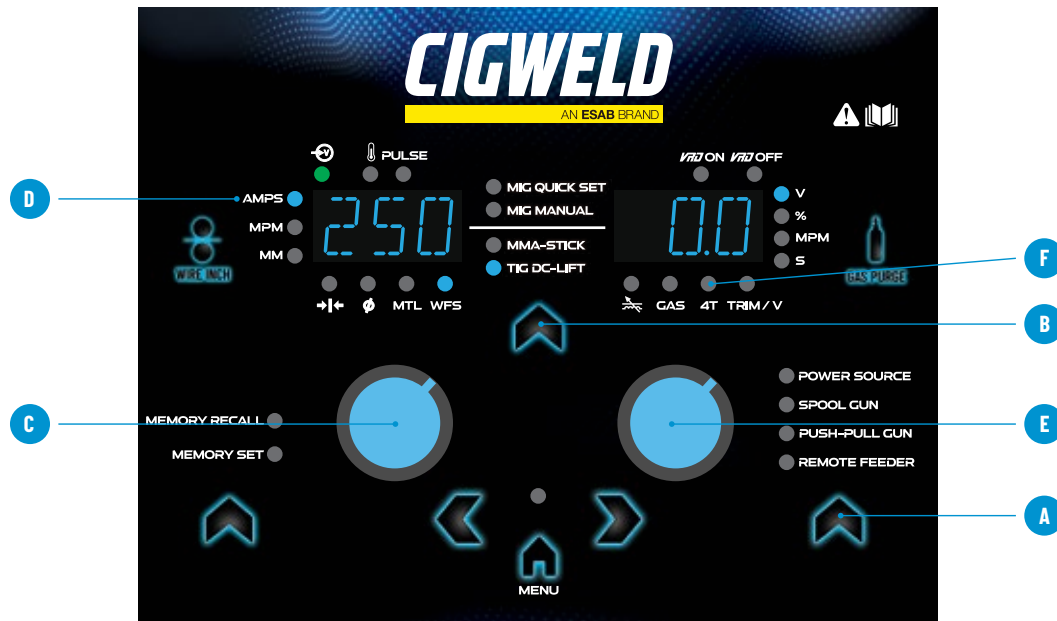 CIGWELD
AN ESAB BRAND
PULSE
VRD ON VRD OFF
D
AMPS
MPM
MM
250
MIG QUICK SET
MIG MANUAL
MMA-STICK
TIG DC-LIFT
0.0
V
%
MPM
S
WIRE INCH
GAS PURGE
F
MTL WFS
GAS 4T TRIM/V
B
POWER SOURCE
SPOOL GUN
PUSH-PULL GUN
REMOTE FEEDER
C
MEMORY RECALL
MEMORY SET
E
A
MENU